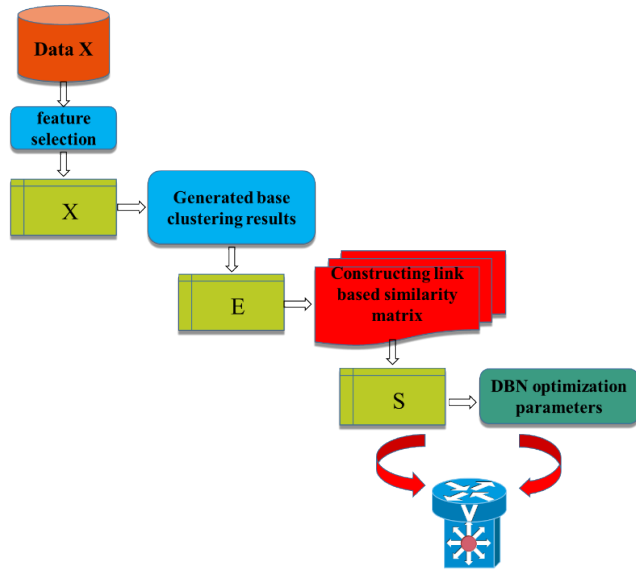 Data X
feature
selection
X
Generated base
clustering results
E
Constructing link
based similarity
matrix
S
DBN optimization
parameters